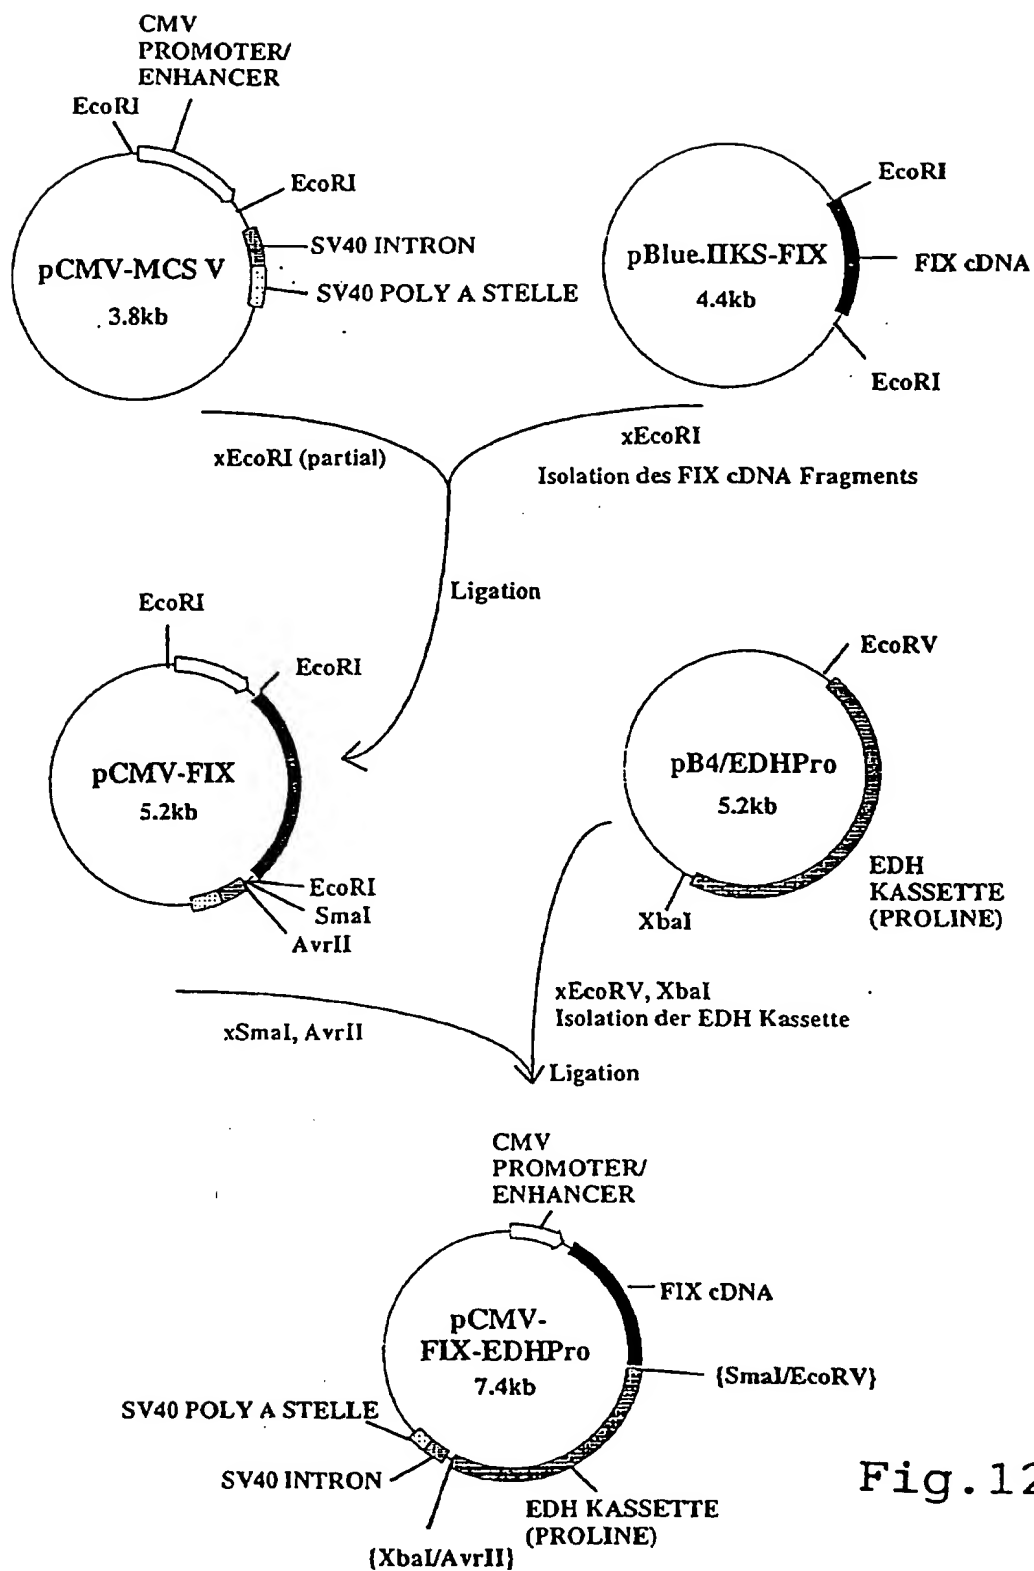 CMV
PROMOTER/
ENHANCER
EcoRI
EcoRI
SV40 INTRON
SV40 POLY A STELLE
pCMV-MCS V
3.8kb
EcoRI
pBlue.IIKS-FIX
4.4kb
FIX cDNA
EcoRI
xEcoRI (partial)
xEcoRI
Isolation des FIX cDNA Fragments
Ligation
EcoRI
EcoRI
pCMV-FIX
5.2kb
EcoRI
SmaI
AvrII
EcoRV
pB4/EDHPro
5.2kb
EDH
KASSETTE
(PROLINE)
XbaI
xSmaI, AvrII
xEcoRV, XbaI
Isolation der EDH Kassette
Ligation
CMV
PROMOTER/
ENHANCER
FIX cDNA
pCMV-
FIX-EDHPro
7.4kb
{SmaI/EcoRV}
SV40 POLY A STELLE
SV40 INTRON
EDH KASSETTE
(PROLINE)
{XbaI/AvrII}
Fig.12